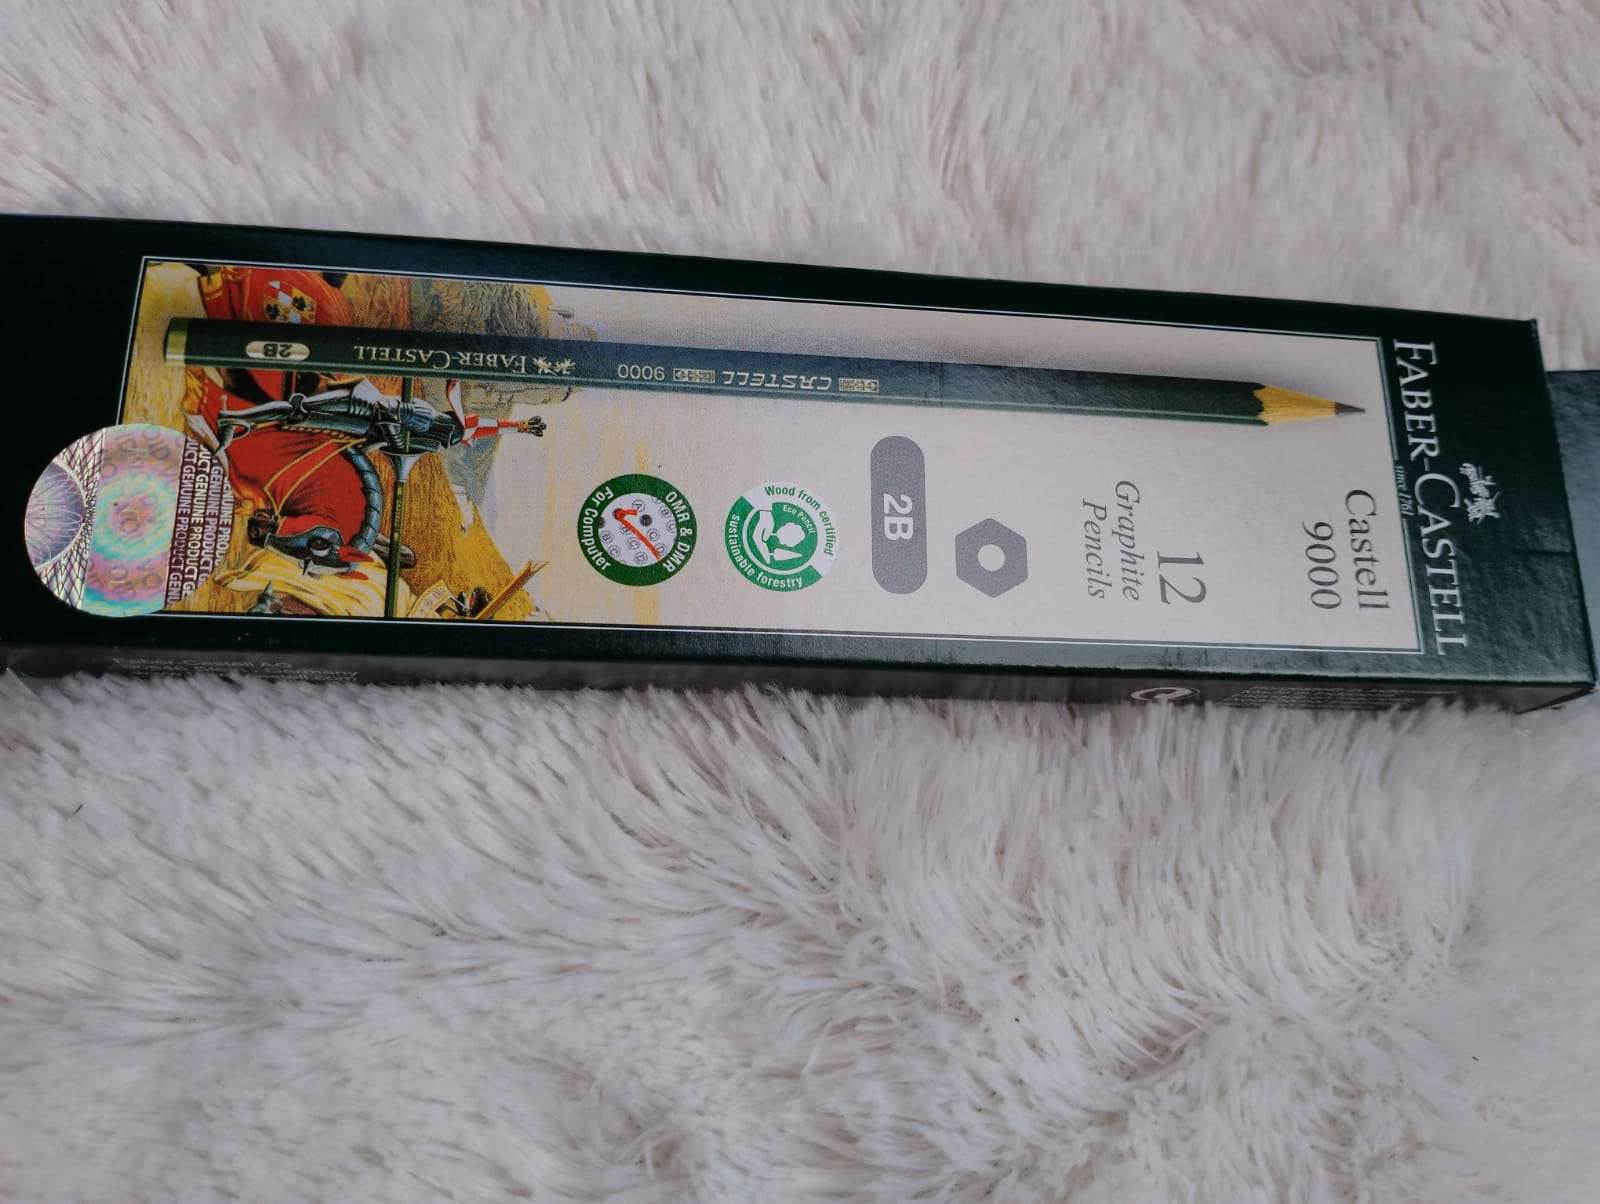 FABER-CASTELL
since 1761
Castell
9000
12
Graphite
Pencils
2B
Wood from certified
sustainable forestry
Eco Pencil
OMR & DMR
For Computer
CASTELL 9000 FABER-CASTELL 2B
GENUINE PRODUCT